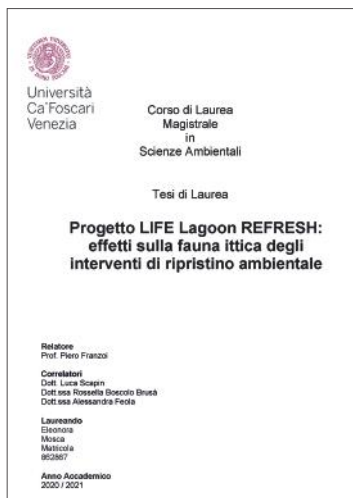 Università
Ca'Foscari
Venezia
Corso di Laurea
Magistrale
in
Scienze Ambientali
Tesi di Laurea
Progetto LIFE Lagoon REFRESH:
effetti sulla fauna ittica degli
interventi di ripristino ambientale
Relatore
Prof. Piero Franzoi
Correlatori
Dott. Luca Scapin
Dott.ssa Rossella Boscolo Brusà
Dott.ssa Alessandra Feola
Laureando
Eleonora
Mosca
Matricola
862867
Anno Accademico
2020 / 2021